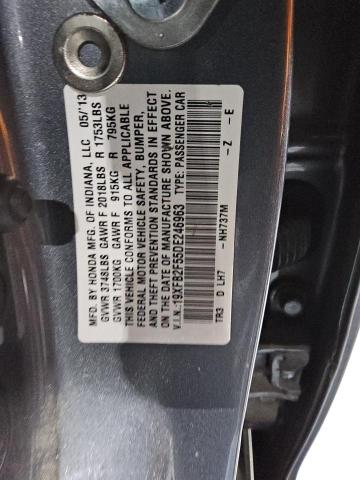 MFG. BY HONDA MFG. OF INDIANA, LLC 05/13
GVWR 3748LBS GAWR F 2018LBS R 1753LBS
GVWR 1700KG GAWR F 915KG R 795KG
THIS VEHICLE CONFORMS TO ALL APPLICABLE
FEDERAL MOTOR VEHICLE SAFETY, BUMPER,
AND THEFT PREVENTION STANDARDS IN EFFECT
ON THE DATE OF MANUFACTURE SHOWN ABOVE.
V.I.N.:19XFB2F55DE246963 TYPE: PASSENGER CAR
TR3 D LH7 -NH737M -Z -E